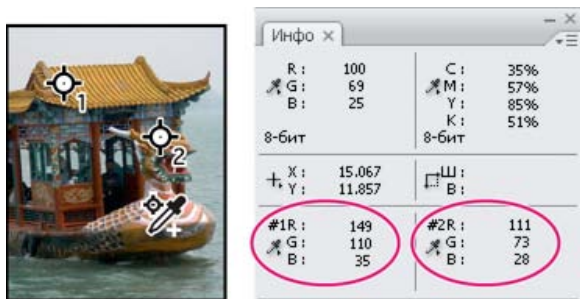 1
2
Инфо ×
R : 100
G : 69
B : 25
8-бит
C : 35%
M : 57%
Y : 85%
K : 51%
8-бит
X : 15.067
Y : 11.857
Ш :
В :
#1R : 149
G : 110
B : 35
#2R : 111
G : 73
B : 28